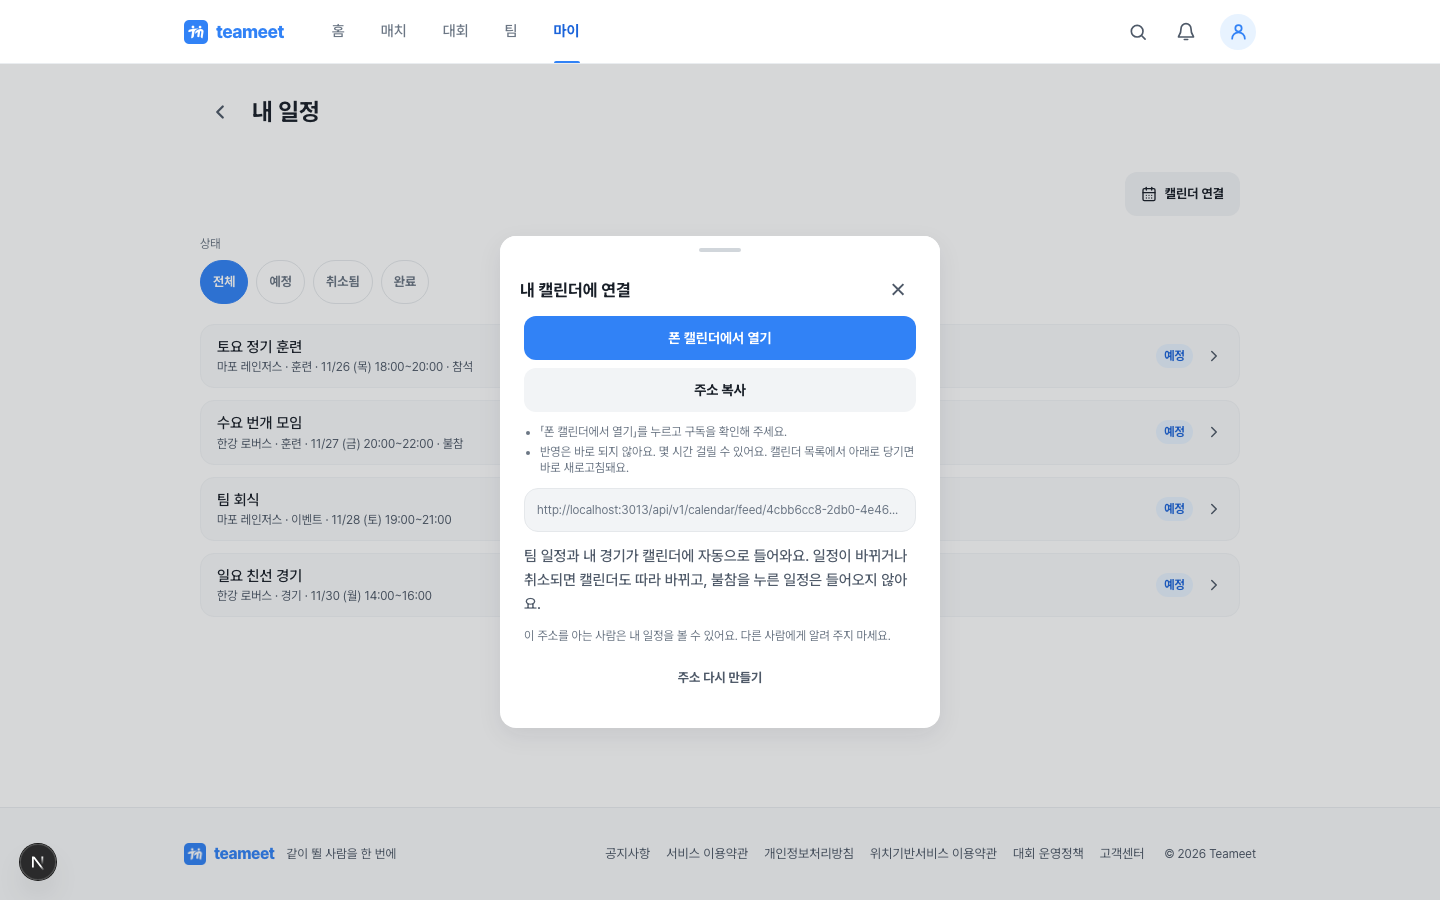 teameet
홈 매치 대회 팀 마이
내 일정
캘린더 연결
상태
전체 예정 취소됨 완료
토요 정기 훈련
마포 레인저스 · 훈련 · 11/26 (목) 18:00~20:00 · 참석
예정
수요 번개 모임
한강 로버스 · 훈련 · 11/27 (금) 20:00~22:00 · 불참
예정
팀 회식
마포 레인저스 · 이벤트 · 11/28 (토) 19:00~21:00
예정
일요 친선 경기
한강 로버스 · 경기 · 11/30 (월) 14:00~16:00
예정
내 캘린더에 연결
폰 캘린더에서 열기
주소 복사
• 「폰 캘린더에서 열기」를 누르고 구독을 확인해 주세요.
• 반영은 바로 되지 않아요. 몇 시간 걸릴 수 있어요. 캘린더 목록에서 아래로 당기면
바로 새로고침돼요.
http://localhost:3013/api/v1/calendar/feed/4cbb6cc8-2db0-4e46...
팀 일정과 내 경기가 캘린더에 자동으로 들어와요. 일정이 바뀌거나
취소되면 캘린더도 따라 바뀌고, 불참을 누른 일정은 들어오지 않아
요.
이 주소를 아는 사람은 내 일정을 볼 수 있어요. 다른 사람에게 알려 주지 마세요.
주소 다시 만들기
N
teameet 같이 뛸 사람을 한 번에
공지사항 서비스 이용약관 개인정보처리방침 위치기반서비스 이용약관 대회 운영정책 고객센터 © 2026 Teameet